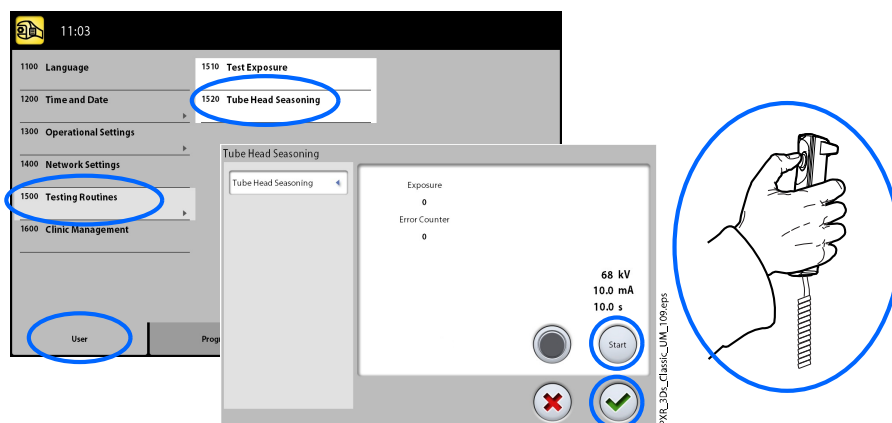 11:03
1100 Language
1200 Time and Date
1300 Operational Settings
1400 Network Settings
1500 Testing Routines
1600 Clinic Management
1510 Test Exposure
1520 Tube Head Seasoning
User
Tube Head Seasoning
Tube Head Seasoning
Exposure
0
Error Counter
0
68 kV
10.0 mA
10.0 s
Start
PXR_3Ds_Classic_UM_109.eps